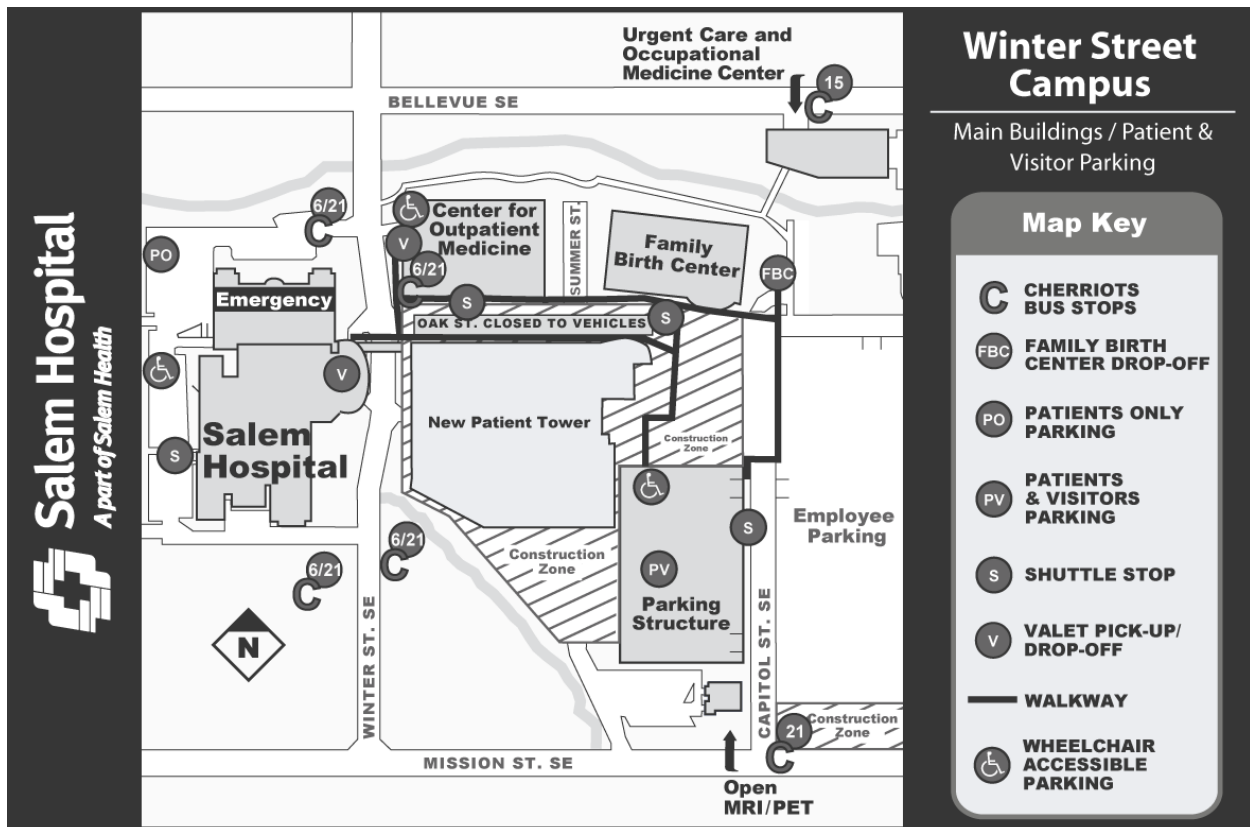 Salem Hospital
A part of Salem Health
Urgent Care and
Occupational
Medicine Center
15
C
BELLEVUE SE
6/21
C
PO
Emergency
V
S
Salem
Hospital
Center for
Outpatient
Medicine
V
6/21
C
S
SUMMER ST.
Family
Birth Center
FBC
OAK ST. CLOSED TO VEHICLES
S
New Patient Tower
Construction
Zone
6/21
C
6/21
C
N
WINTER ST. SE
Construction
Zone
PV
Parking
Structure
S
Employee
Parking
CAPITOL ST. SE
21
C
Construction
Zone
MISSION ST. SE
Open
MRI/PET
Winter Street
Campus
Main Buildings / Patient &
Visitor Parking
Map Key
C CHERRIOTS
BUS STOPS
FBC FAMILY BIRTH
CENTER DROP-OFF
PO PATIENTS ONLY
PARKING
PV PATIENTS
& VISITORS
PARKING
S SHUTTLE STOP
V VALET PICK-UP/
DROP-OFF
WALKWAY
WHEELCHAIR
ACCESSIBLE
PARKING